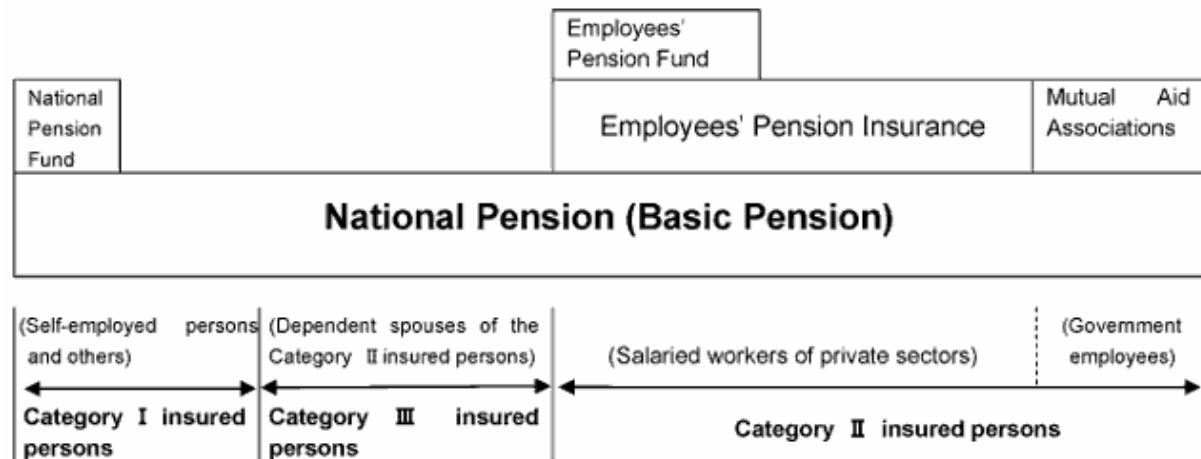 Employees'
Pension Fund
National
Pension
Fund
Employees' Pension Insurance
Mutual Aid
Associations
National Pension (Basic Pension)
(Self-employed persons
and others)
(Dependent spouses of the
Category Ⅱ insured persons)
(Salaried workers of private sectors)
(Government
employees)
Category Ⅰ insured
persons
Category Ⅲ insured
persons
Category Ⅱ insured persons